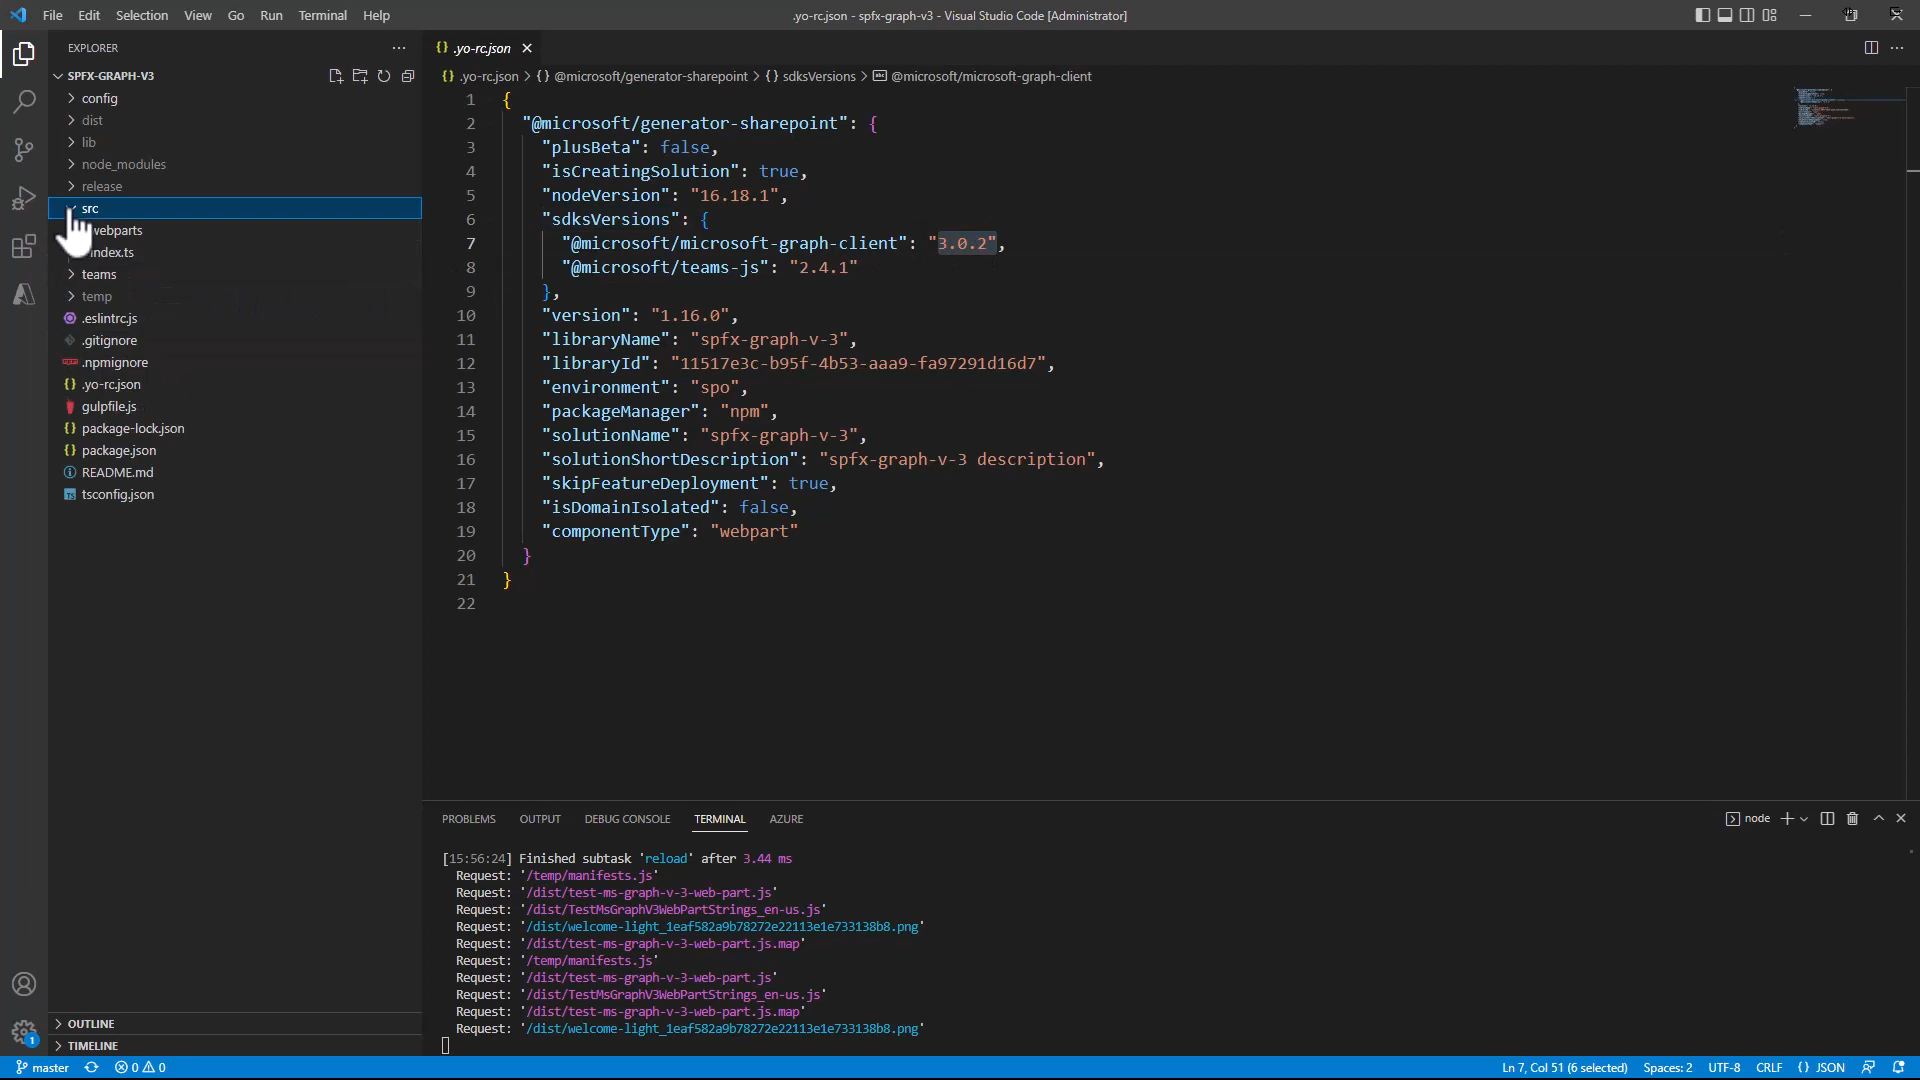 File Edit Selection View Go Run Terminal Help
.yo-rc.json - spfx-graph-v3 - Visual Studio Code [Administrator]
EXPLORER
SPFX-GRAPH-V3
config
dist
lib
node_modules
release
src
webparts
index.ts
teams
temp
.eslintrc.js
.gitignore
.npmignore
.yo-rc.json
gulpfile.js
package-lock.json
package.json
README.md
tsconfig.json
OUTLINE
TIMELINE
.yo-rc.json
.yo-rc.json > {} @microsoft/generator-sharepoint > {} sdksVersions > @microsoft/microsoft-graph-client
1 {
2 "@microsoft/generator-sharepoint": {
3 "plusBeta": false,
4 "isCreatingSolution": true,
5 "nodeVersion": "16.18.1",
6 "sdksVersions": {
7 "@microsoft/microsoft-graph-client": "3.0.2",
8 "@microsoft/teams-js": "2.4.1"
9 },
10 "version": "1.16.0",
11 "libraryName": "spfx-graph-v-3",
12 "libraryId": "11517e3c-b95f-4b53-aaa9-fa97291d16d7",
13 "environment": "spo",
14 "packageManager": "npm",
15 "solutionName": "spfx-graph-v-3",
16 "solutionShortDescription": "spfx-graph-v-3 description",
17 "skipFeatureDeployment": true,
18 "isDomainIsolated": false,
19 "componentType": "webpart"
20 }
21 }
22
PROBLEMS OUTPUT DEBUG CONSOLE TERMINAL AZURE
node
[15:56:24] Finished subtask 'reload' after 3.44 ms
Request: '/temp/manifests.js'
Request: '/dist/test-ms-graph-v-3-web-part.js'
Request: '/dist/TestMsGraphV3WebPartStrings_en-us.js'
Request: '/dist/welcome-light_1eaf582a9b78272e22113e1e733138b8.png'
Request: '/dist/test-ms-graph-v-3-web-part.js.map'
Request: '/temp/manifests.js'
Request: '/dist/test-ms-graph-v-3-web-part.js'
Request: '/dist/TestMsGraphV3WebPartStrings_en-us.js'
Request: '/dist/test-ms-graph-v-3-web-part.js.map'
Request: '/dist/welcome-light_1eaf582a9b78272e22113e1e733138b8.png'
1
master 0 0
Ln 7, Col 51 (6 selected) Spaces: 2 UTF-8 CRLF {} JSON